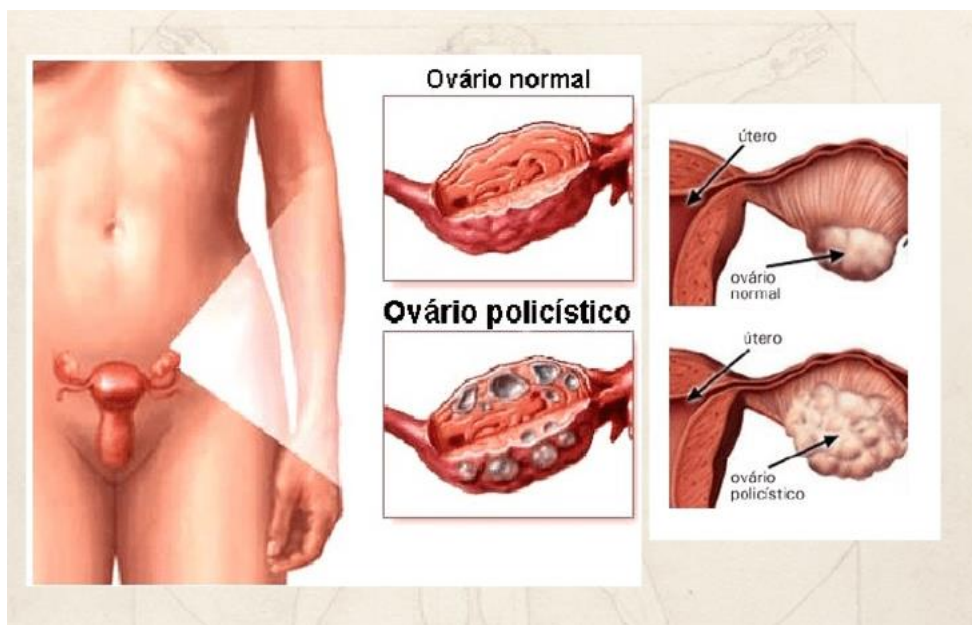 Ovário normal
Ovário policístico
útero
ovário
normal
útero
ovário
policístico